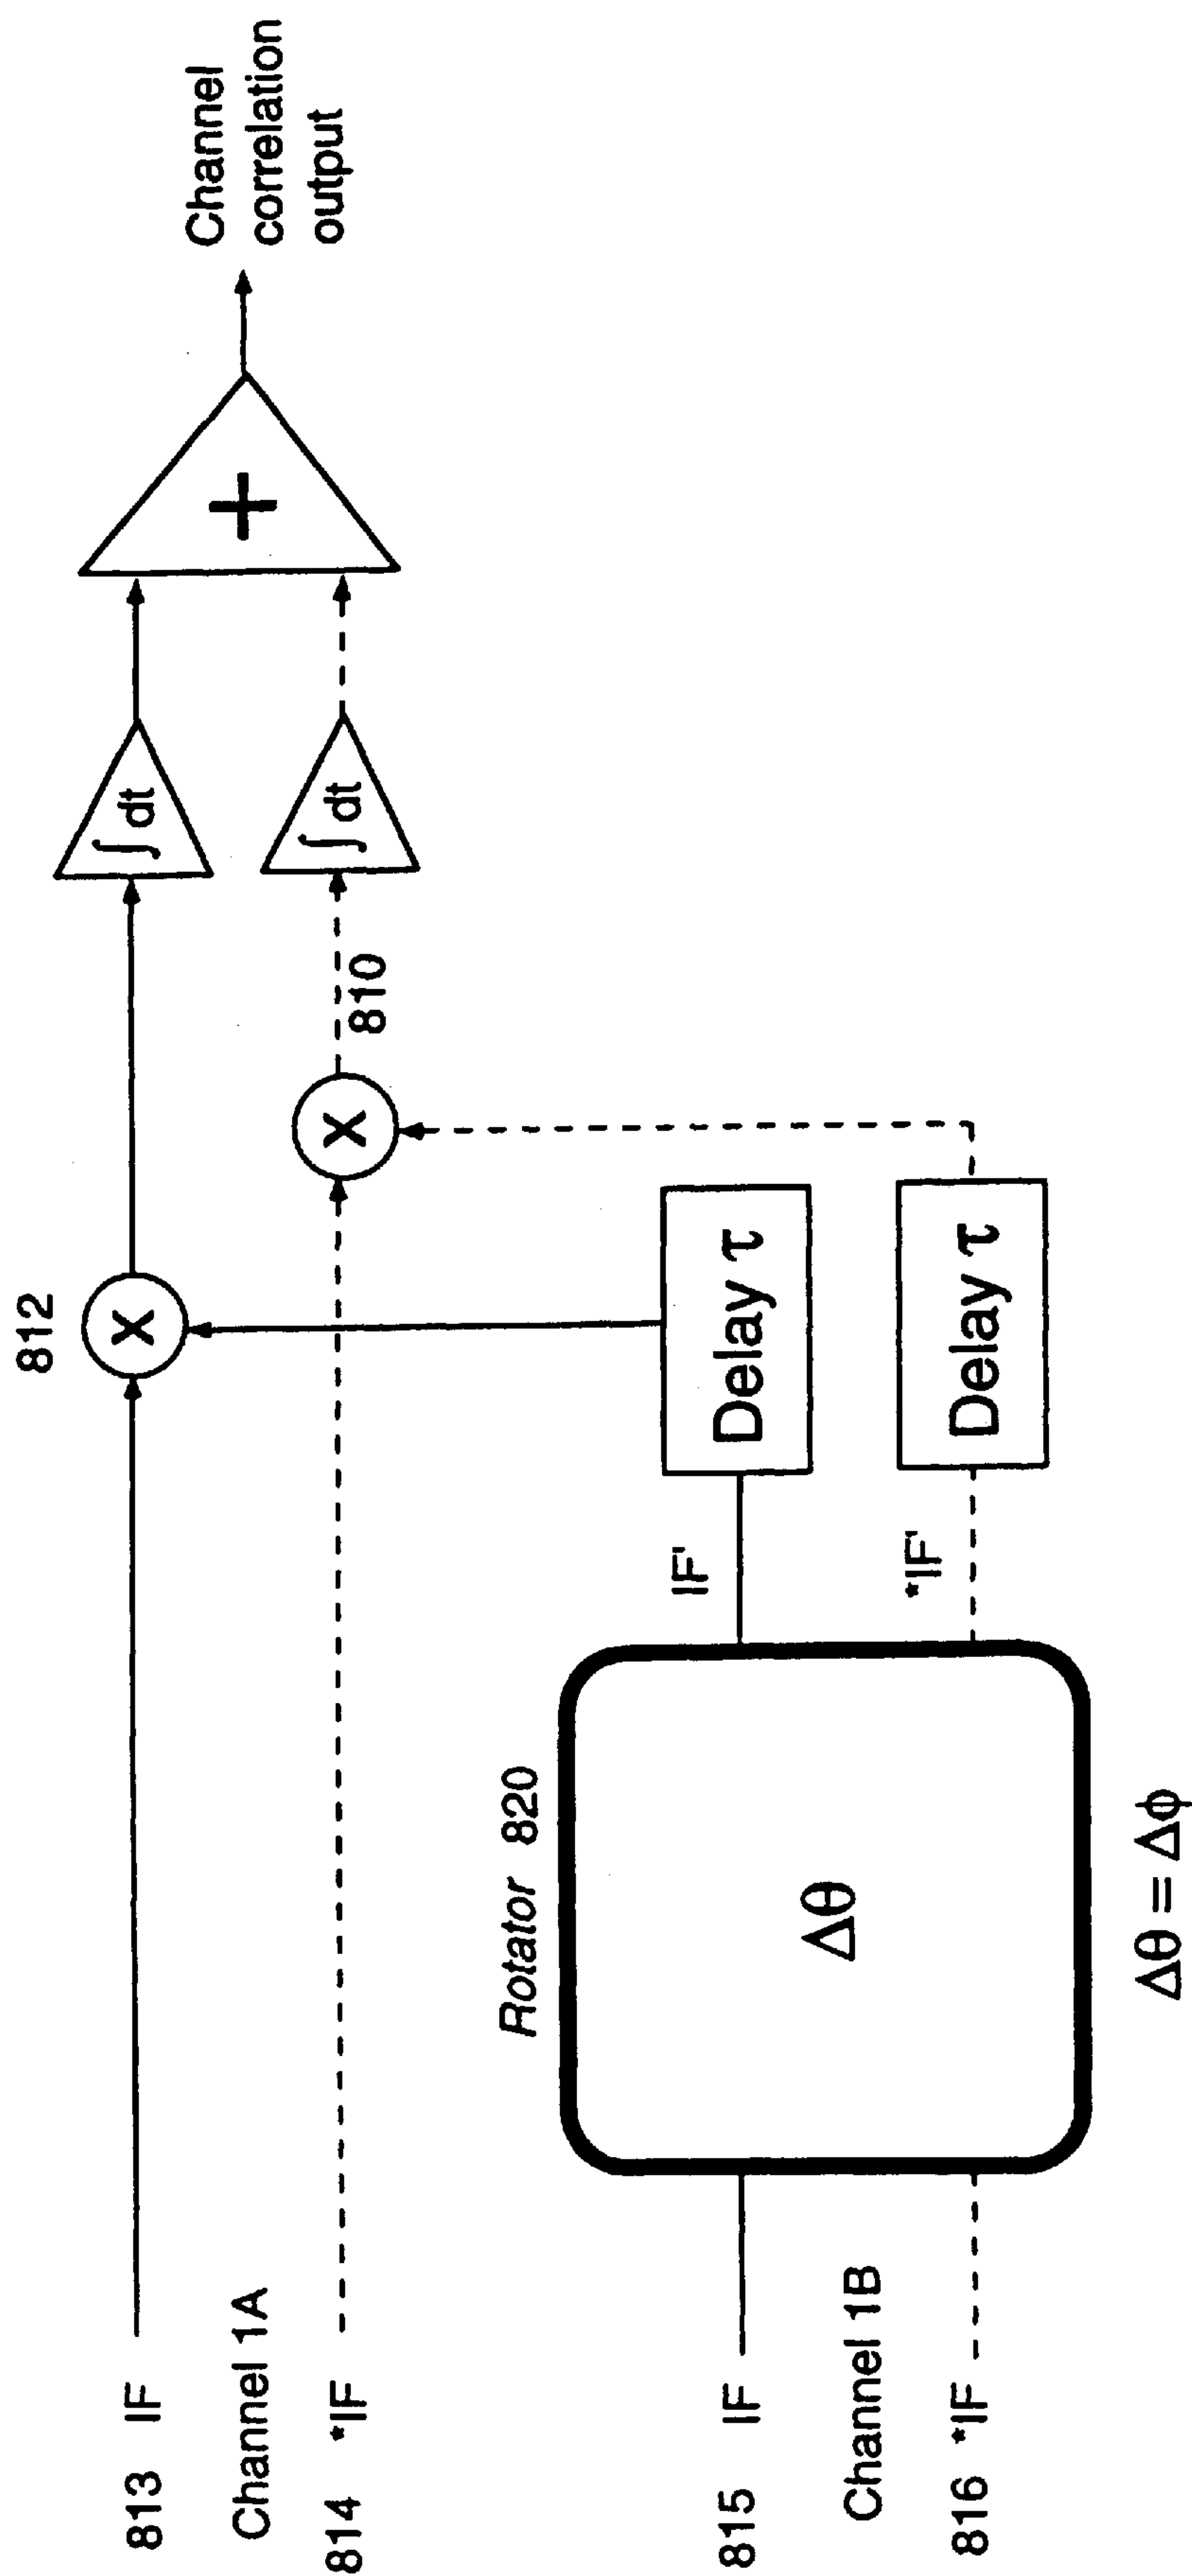 812
813 IF
X
∫ dt
+
Channel
correlation
output
Channel 1A
814 *IF
X
810
∫ dt
Rotator 820
815 IF
Δθ
IF'
Delay τ
Channel 1B
816 *IF
*IF'
Delay τ
Δθ = Δϕ